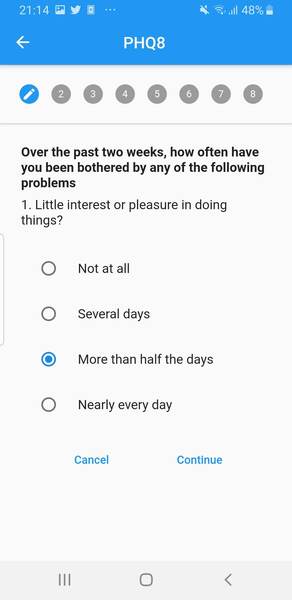 21:14 48%
PHQ8
2 3 4 5 6 7 8
Over the past two weeks, how often have
you been bothered by any of the following
problems
1. Little interest or pleasure in doing
things?
Not at all
Several days
More than half the days
Nearly every day
Cancel Continue